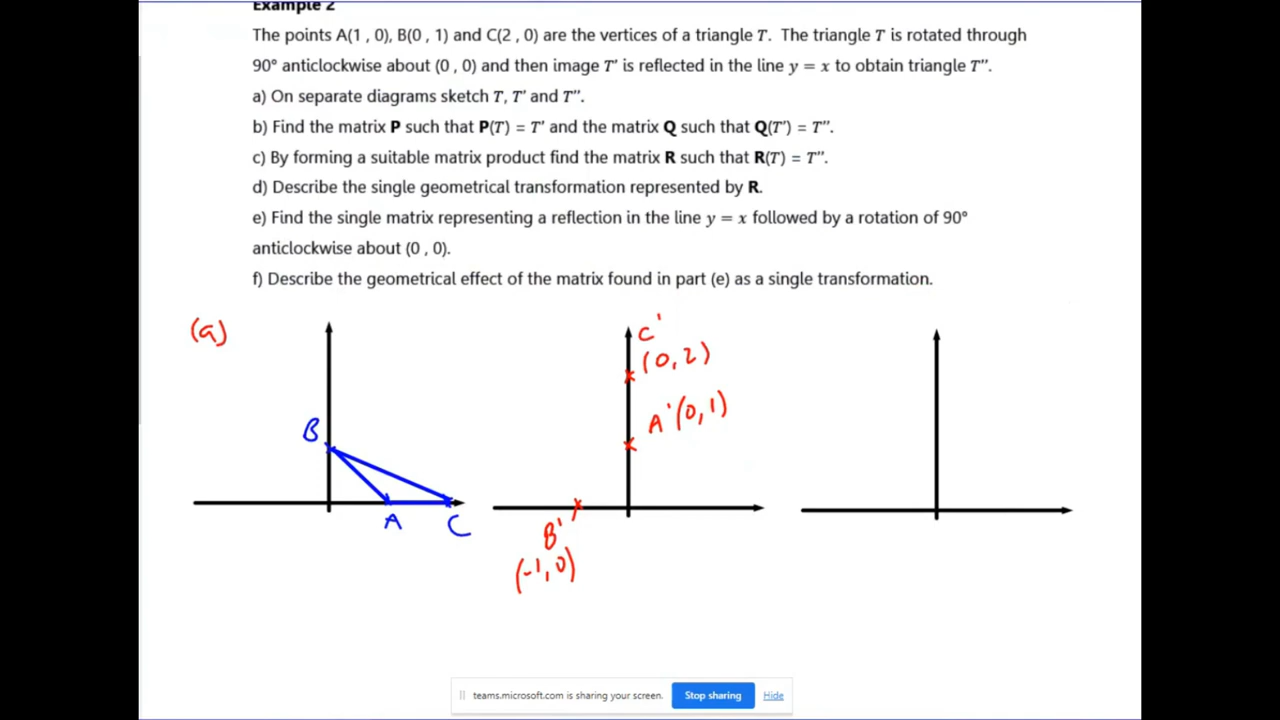 Example 2
The points A(1 , 0), B(0 , 1) and C(2 , 0) are the vertices of a triangle T. The triangle T is rotated through
90° anticlockwise about (0 , 0) and then image T’ is reflected in the line y = x to obtain triangle T”.
a) On separate diagrams sketch T, T’ and T”.
b) Find the matrix P such that P(T) = T’ and the matrix Q such that Q(T’) = T”.
c) By forming a suitable matrix product find the matrix R such that R(T) = T”.
d) Describe the single geometrical transformation represented by R.
e) Find the single matrix representing a reflection in the line y = x followed by a rotation of 90°
anticlockwise about (0 , 0).
f) Describe the geometrical effect of the matrix found in part (e) as a single transformation.
(a)
B
A
C
C'
(0,2)
A'(0,1)
B'
(-1,0)
teams.microsoft.com is sharing your screen.
Stop sharing
Hide